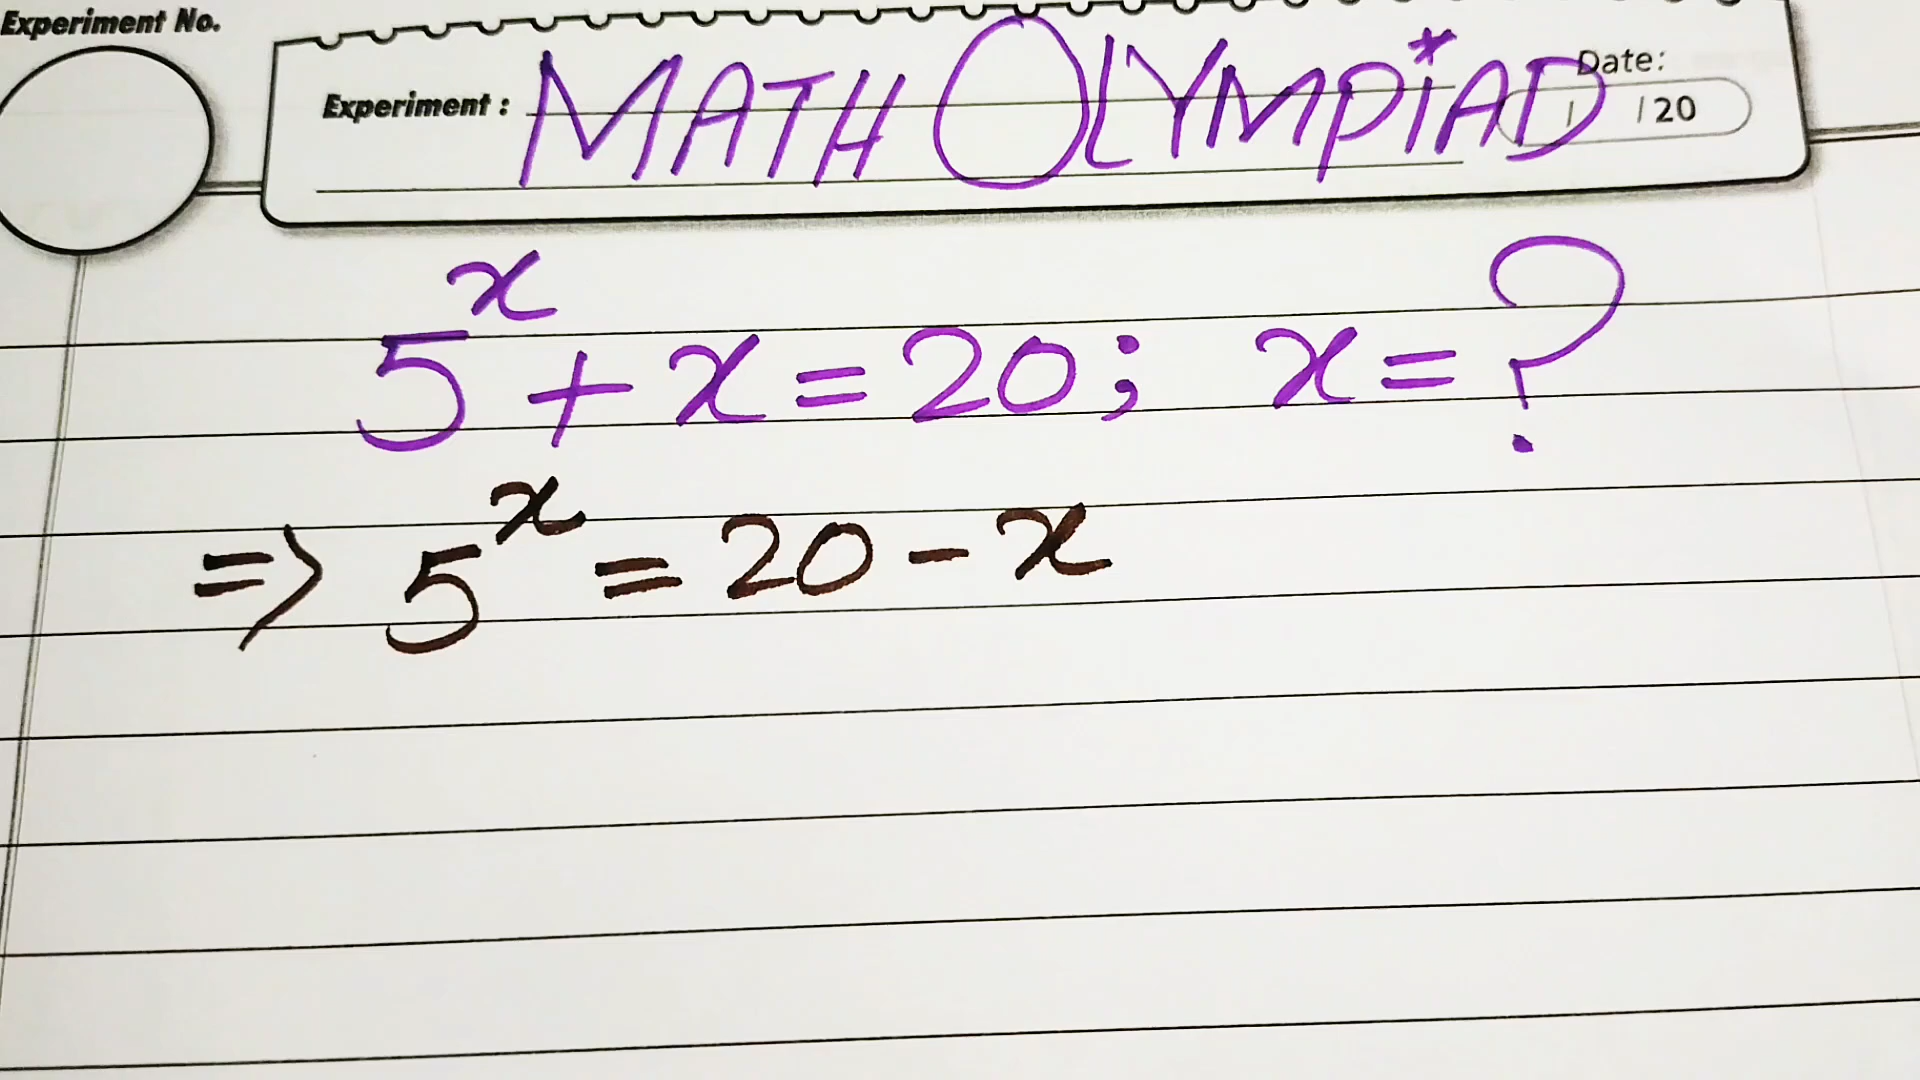 Experiment No.
Date:
Experiment : MATH OLYMPIAD / /20
5^x + x = 20; x = ?
=> 5^x = 20 - x